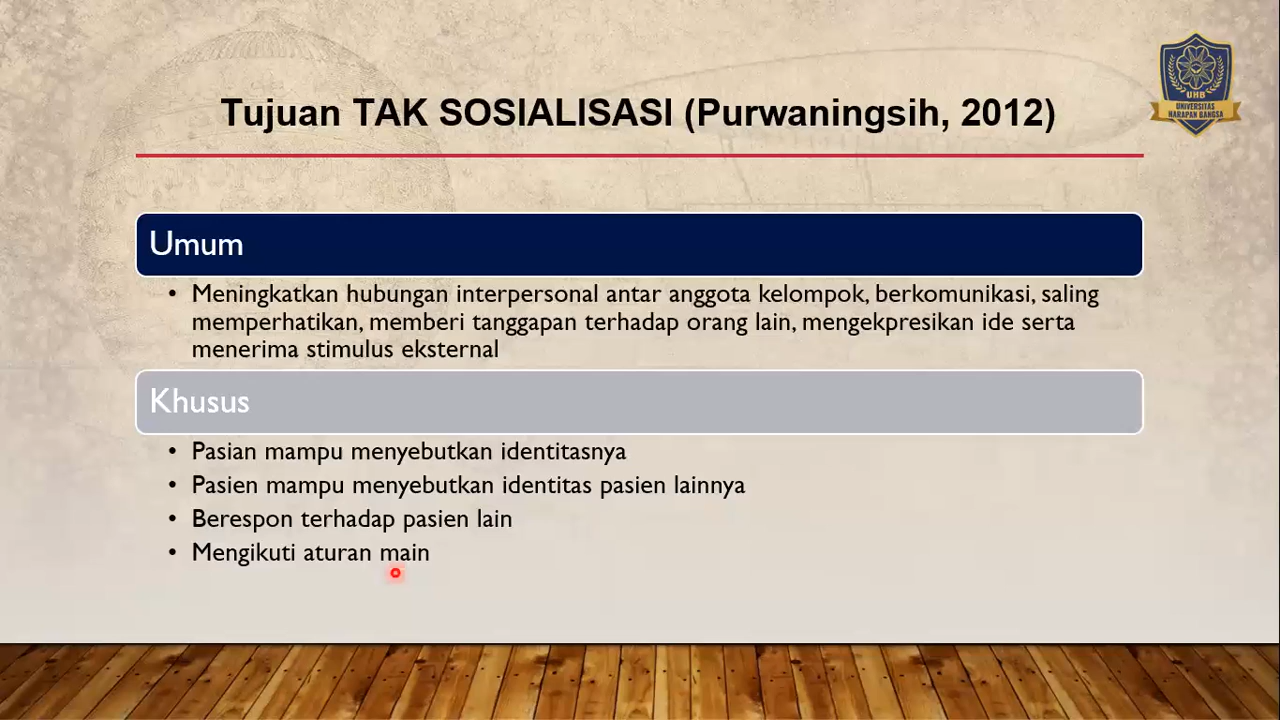 Tujuan TAK SOSIALISASI (Purwaningsih, 2012)
UHB
UNIVERSITAS
HARAPAN BANGSA
Umum
• Meningkatkan hubungan interpersonal antar anggota kelompok, berkomunikasi, saling
memperhatikan, memberi tanggapan terhadap orang lain, mengekpresikan ide serta
menerima stimulus eksternal
Khusus
• Pasian mampu menyebutkan identitasnya
• Pasien mampu menyebutkan identitas pasien lainnya
• Berespon terhadap pasien lain
• Mengikuti aturan main